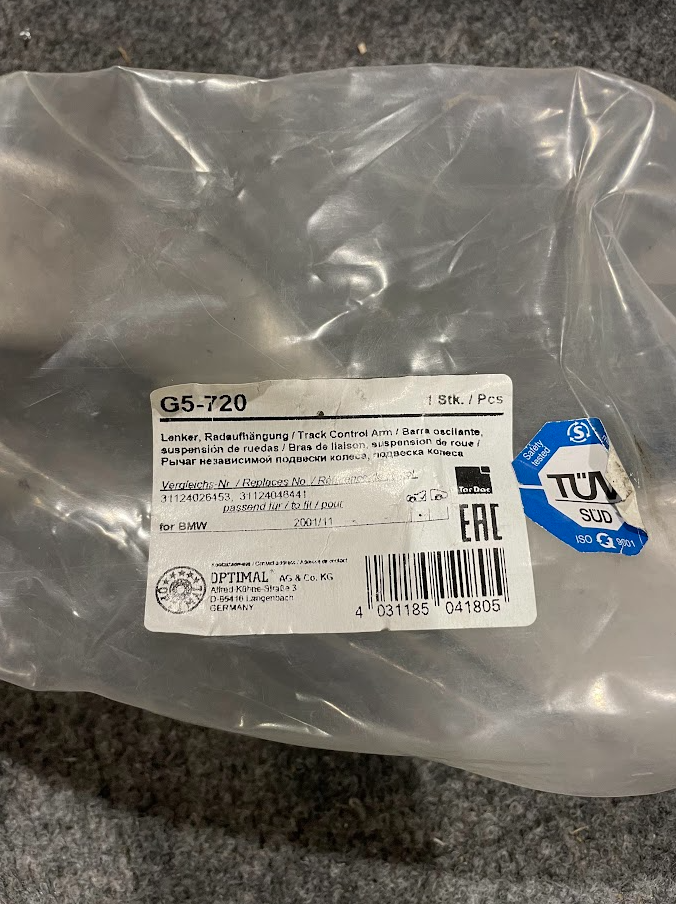 G5-720 1 Stk. / Pcs
Lenker, Radaufhängung / Track Control Arm / Barra oscilante,
suspensión de ruedas / Bras de liaison, suspension de roue /
Рычаг независимой подвески колеса, подвеска колеса
Vergleichs-Nr. / Replaces No. /
31124026453, 31124048441
passend für / to fit / pour
for BMW 2001/11
TecDoc
EAC
OPTIMAL® AG & Co. KG
Alfred-Kühne-Straße 3
D-85416 Langenbach
GERMANY
4 031185 041805
Safety
tested
TÜV
SÜD
ISO 9001